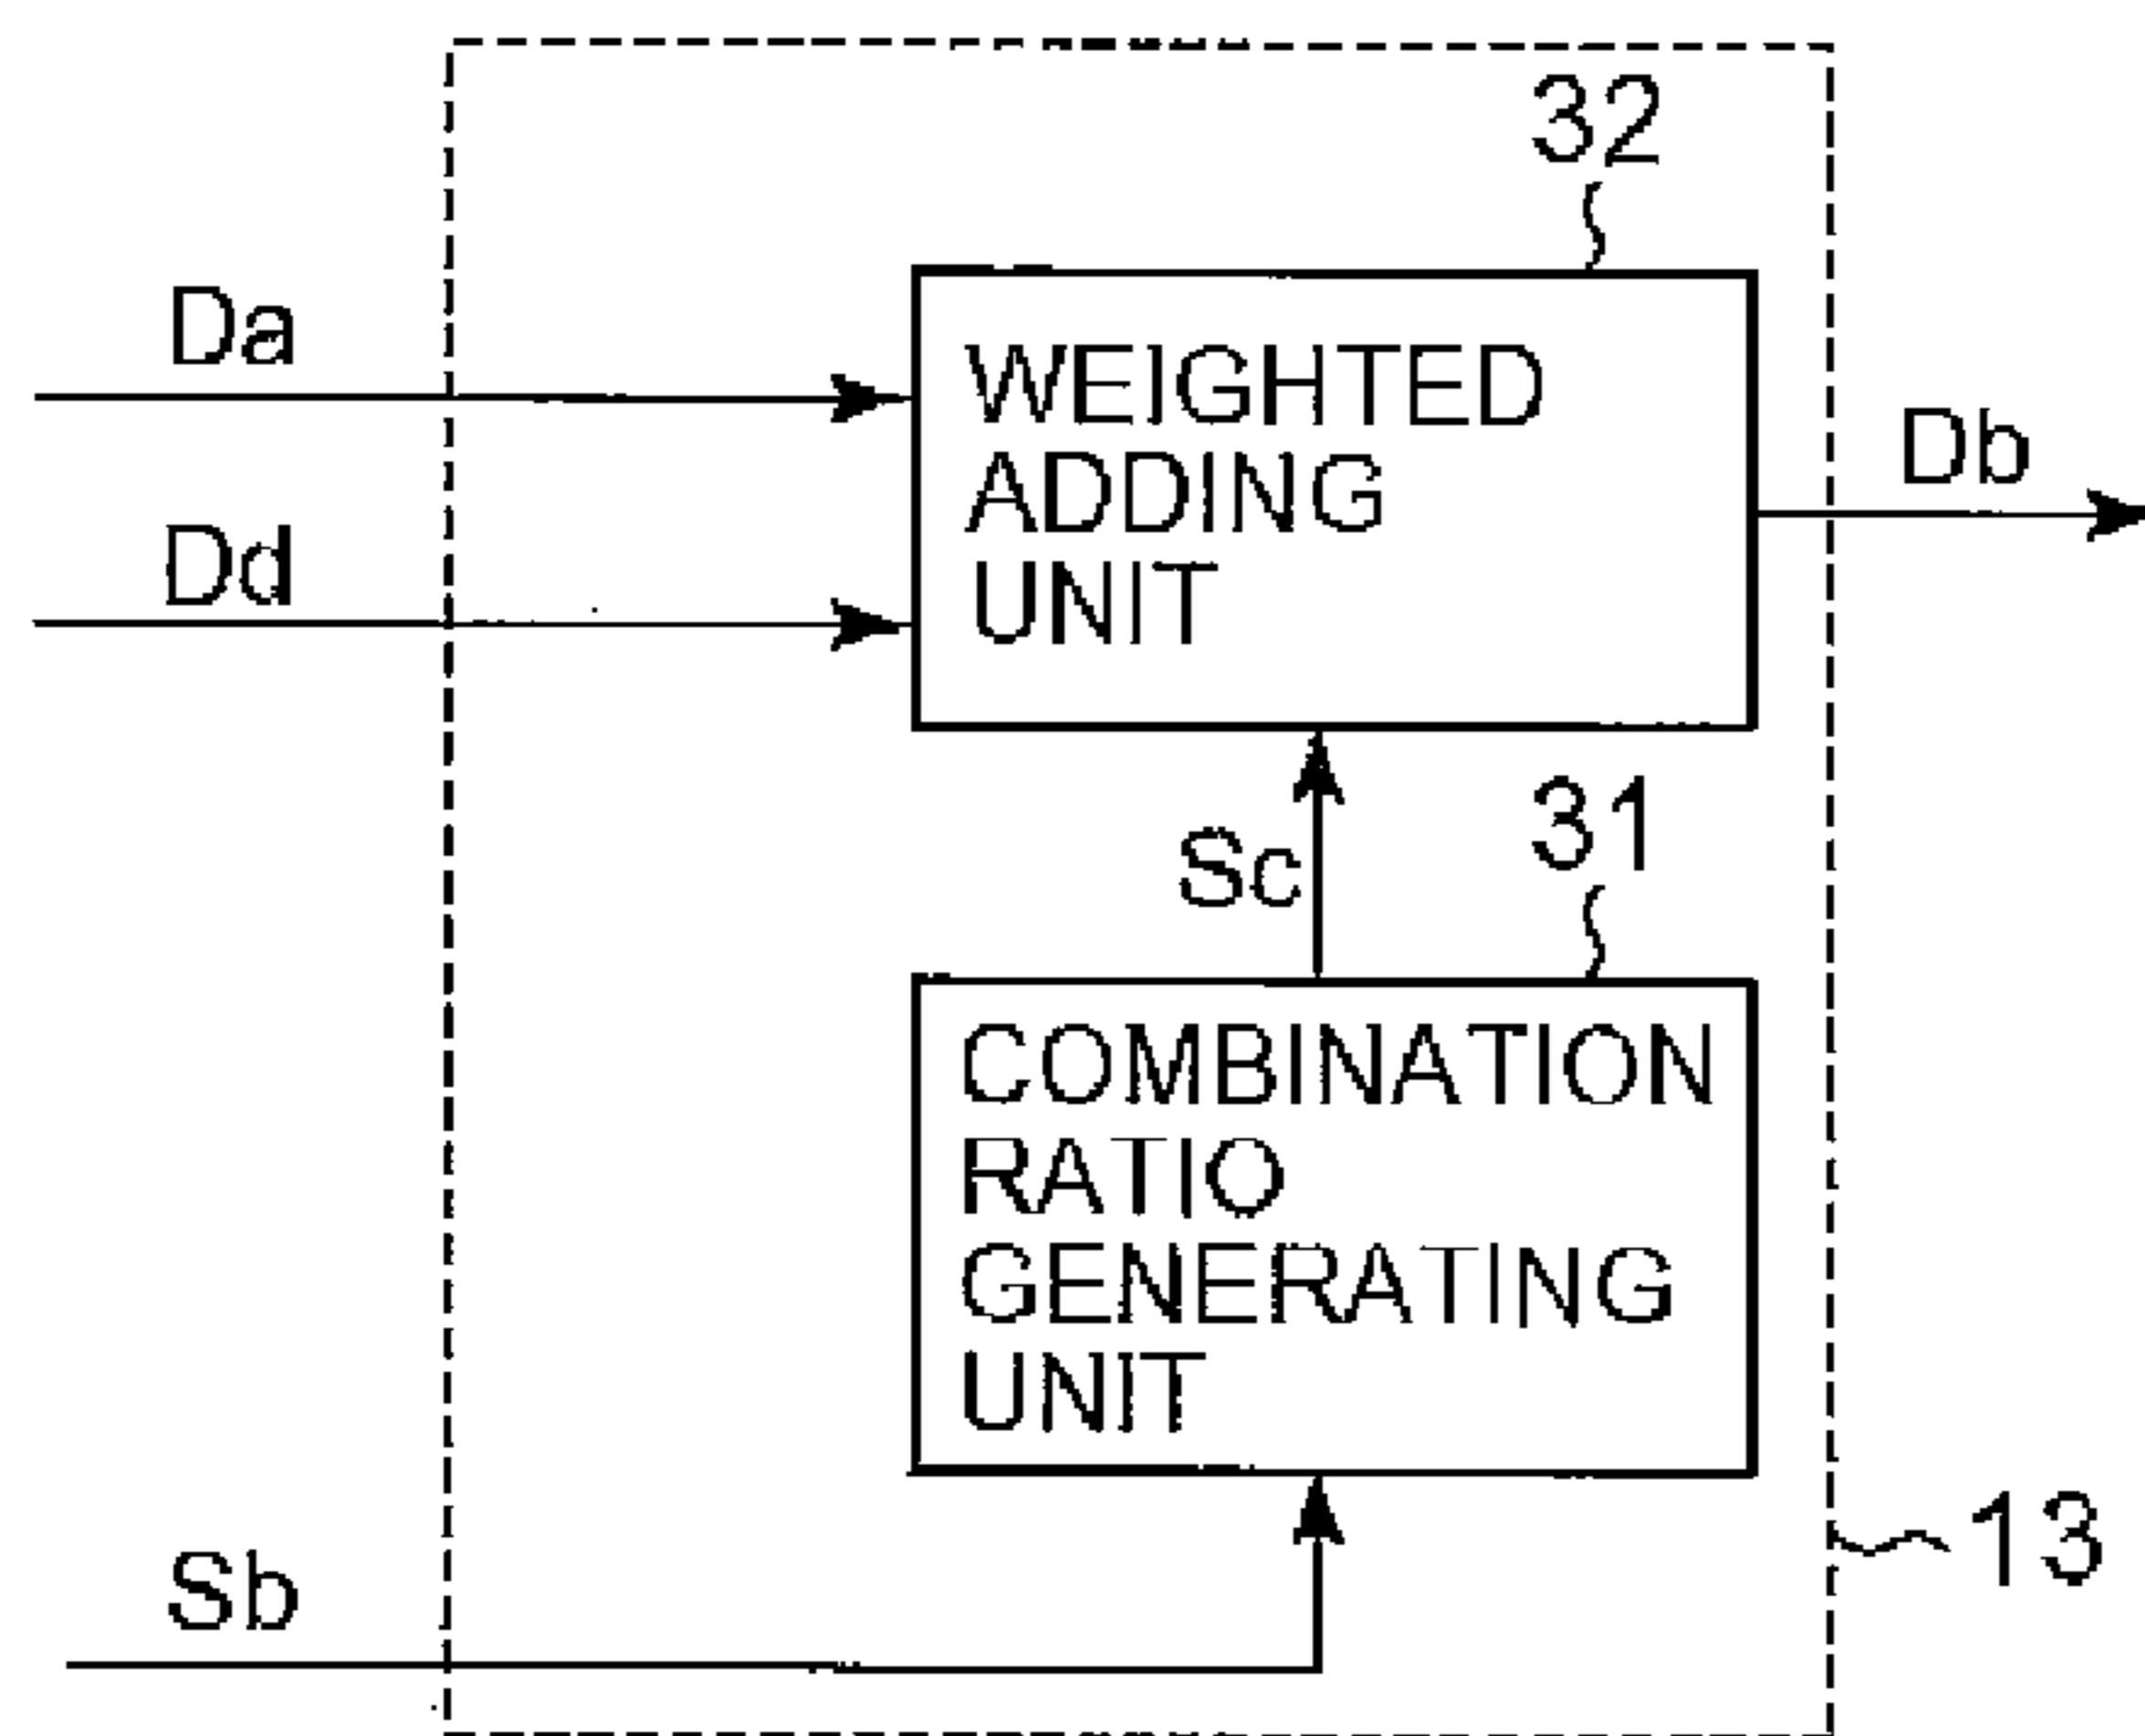 32
Da
WEIGHTED
ADDING
UNIT
Db
Dd
Sc
31
COMBINATION
RATIO
GENERATING
UNIT
13
Sb